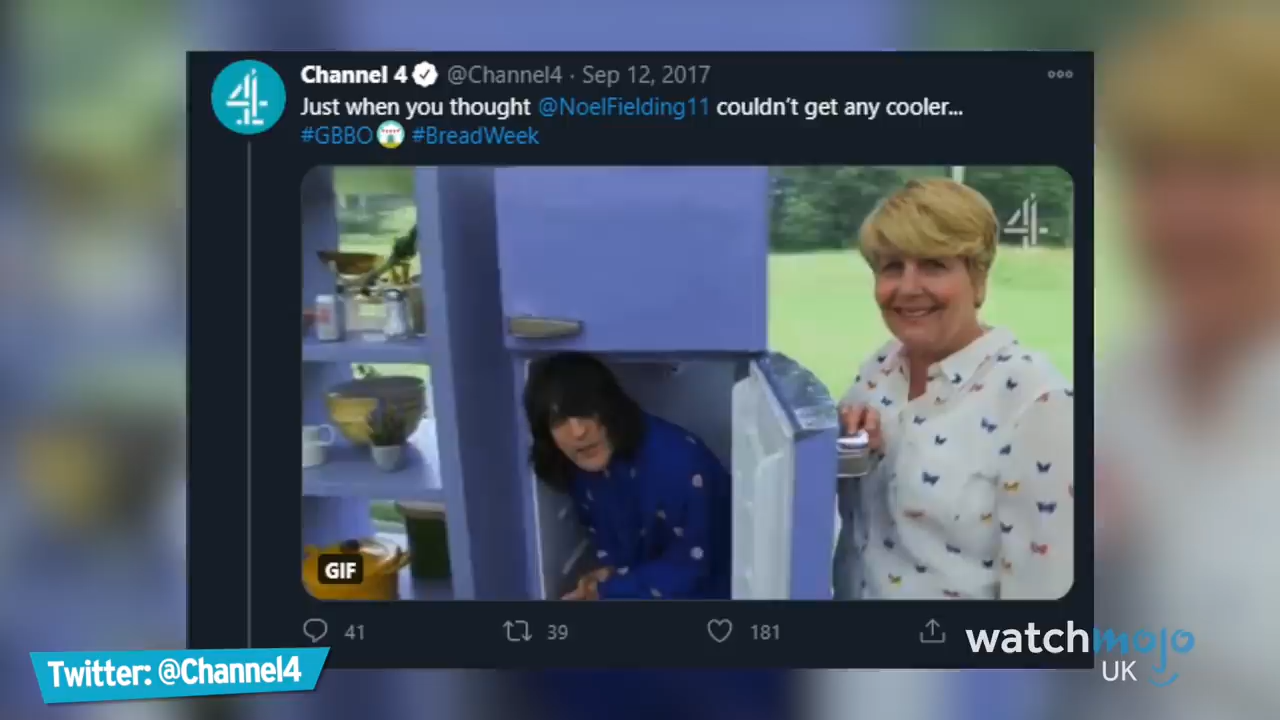 Channel 4 @Channel4 · Sep 12, 2017
Just when you thought @NoelFielding11 couldn't get any cooler...
#GBBO #BreadWeek
4
GIF
41 39 181
Twitter: @Channel4
watchmojo
UK